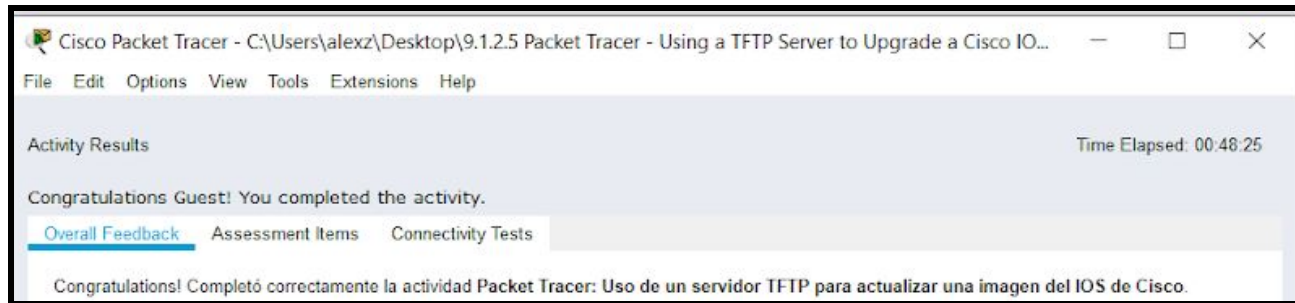 Cisco Packet Tracer - C:\Users\alexz\Desktop\9.1.2.5 Packet Tracer - Using a TFTP Server to Upgrade a Cisco IO...
File Edit Options View Tools Extensions Help
Activity Results Time Elapsed: 00:48:25
Congratulations Guest! You completed the activity.
Overall Feedback Assessment Items Connectivity Tests
Congratulations! Completó correctamente la actividad Packet Tracer: Uso de un servidor TFTP para actualizar una imagen del IOS de Cisco.